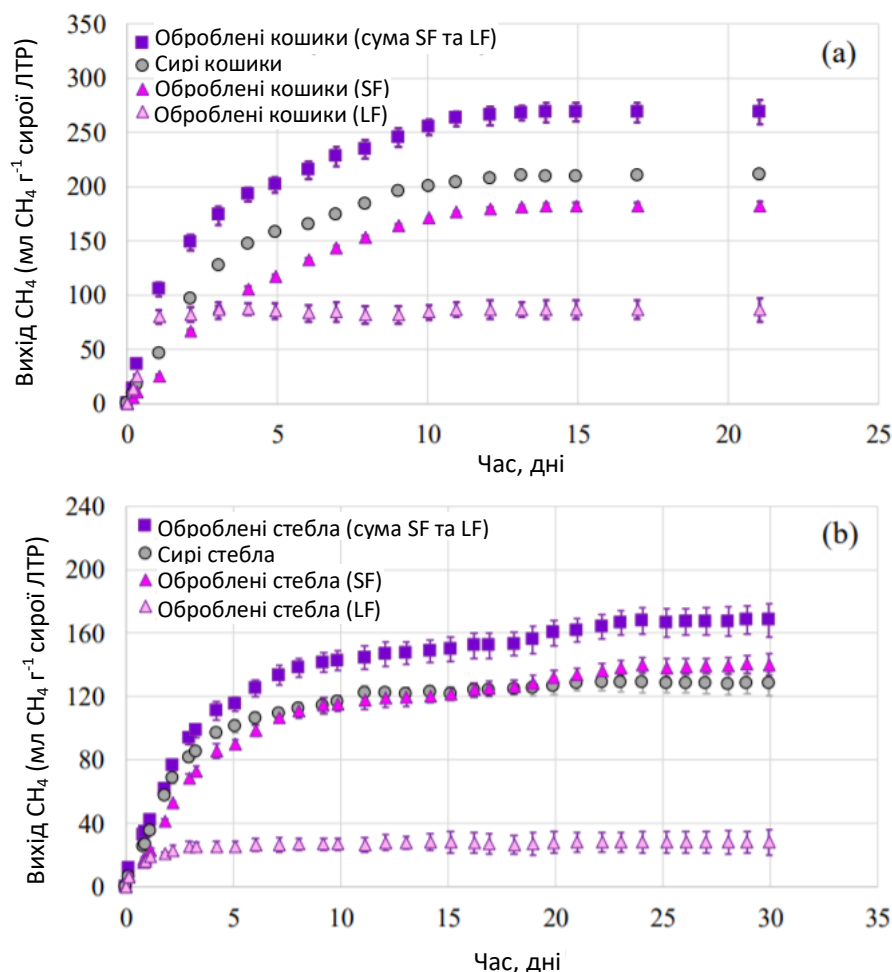 350
300
250
200
150
100
50
0
Вихід CH₄ (мл CH₄ г⁻¹ сирої ЛТР)
Оброблені кошики (сума SF та LF)
Сирі кошики
Оброблені кошики (SF)
Оброблені кошики (LF)
(a)
0 5 10 15 20 25
Час, дні
240
200
160
120
80
40
0
Вихід CH₄ (мл CH₄ г⁻¹ сирої ЛТР)
Оброблені стебла (сума SF та LF)
Сирі стебла
Оброблені стебла (SF)
Оброблені стебла (LF)
(b)
0 5 10 15 20 25 30 35
Час, дні